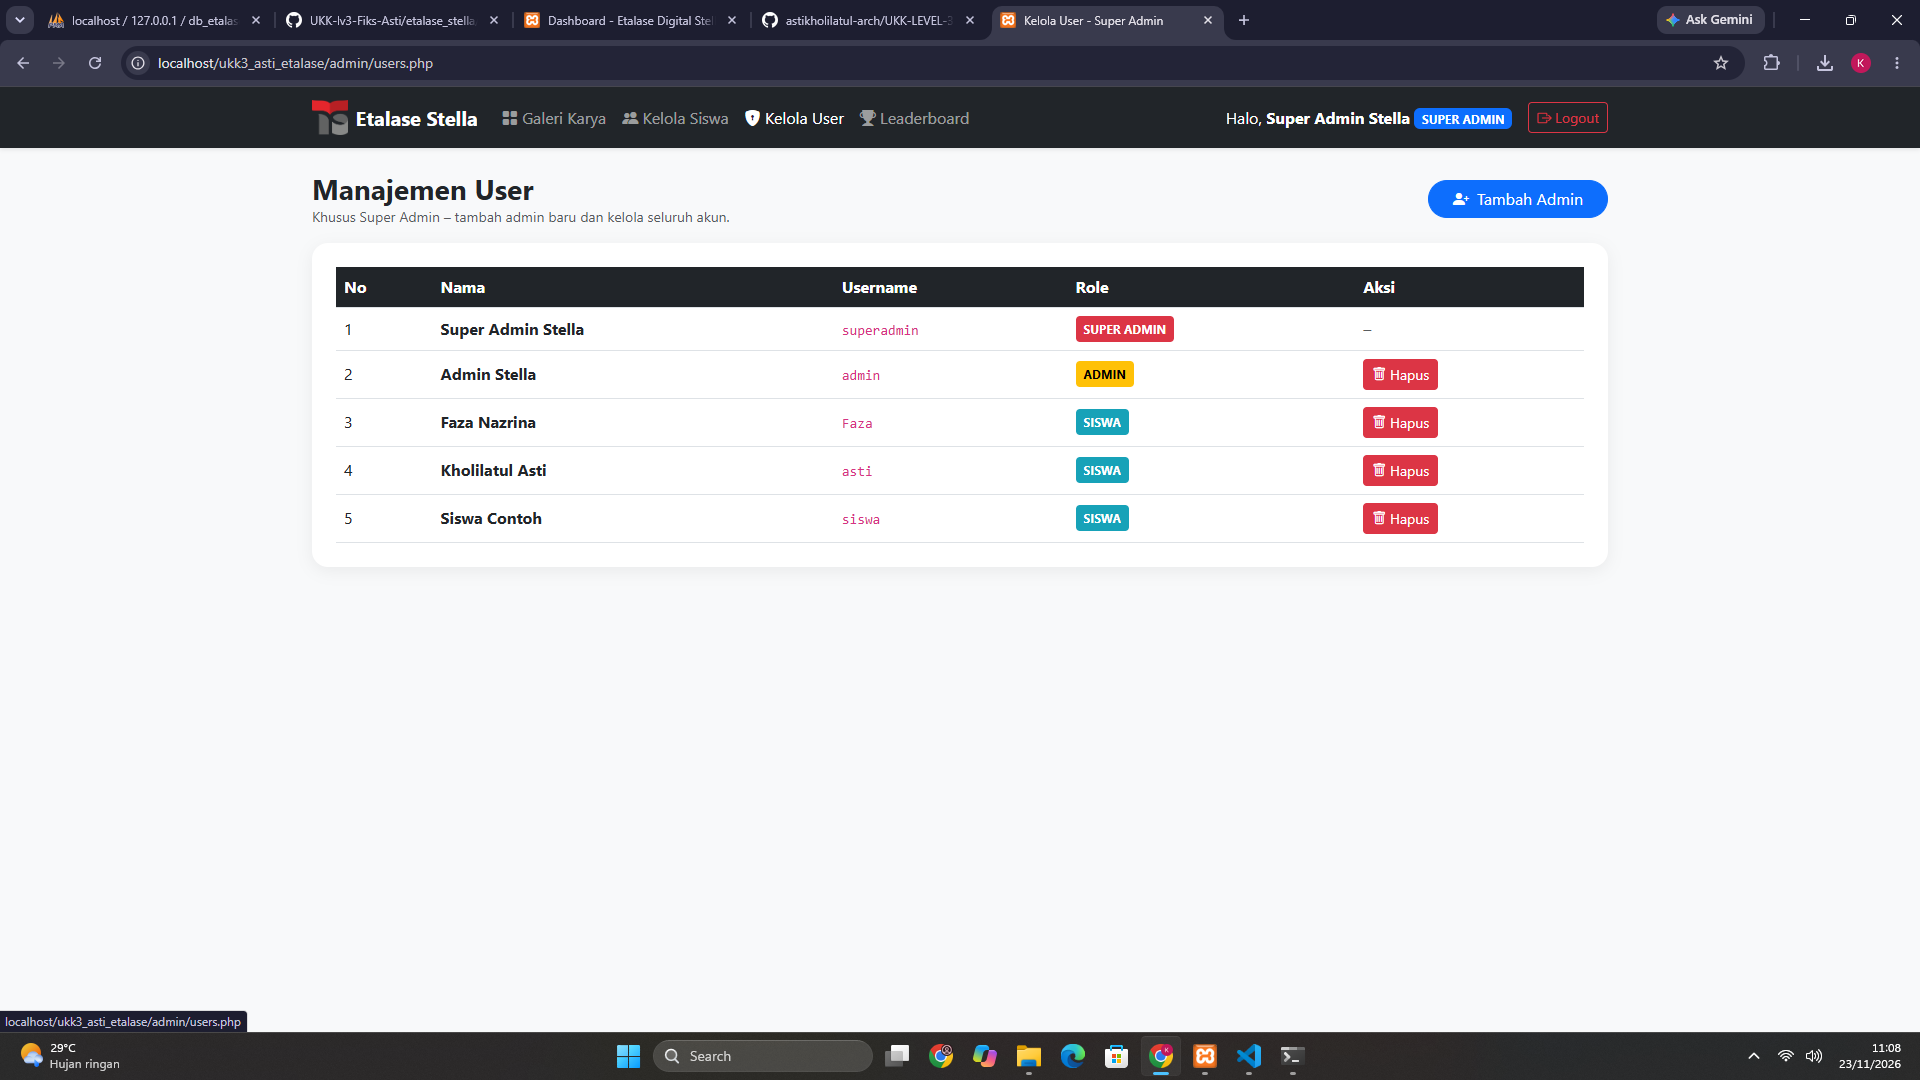 localhost / 127.0.0.1 / db_etalas
UKK-lv3-Fiks-Asti/etalase_stella
Dashboard - Etalase Digital Stel
astikholilatul-arch/UKK-LEVEL-3
Kelola User - Super Admin
Ask Gemini
localhost/ukk3_asti_etalase/admin/users.php
K
Etalase Stella
Galeri Karya
Kelola Siswa
Kelola User
Leaderboard
Halo, Super Admin Stella SUPER ADMIN
Logout
Manajemen User
Khusus Super Admin – tambah admin baru dan kelola seluruh akun.
Tambah Admin
No Nama Username Role Aksi
1 Super Admin Stella superadmin SUPER ADMIN –
2 Admin Stella admin ADMIN Hapus
3 Faza Nazrina Faza SISWA Hapus
4 Kholilatul Asti asti SISWA Hapus
5 Siswa Contoh siswa SISWA Hapus
localhost/ukk3_asti_etalase/admin/users.php
29°C
Hujan ringan
Search
11:08
23/11/2026